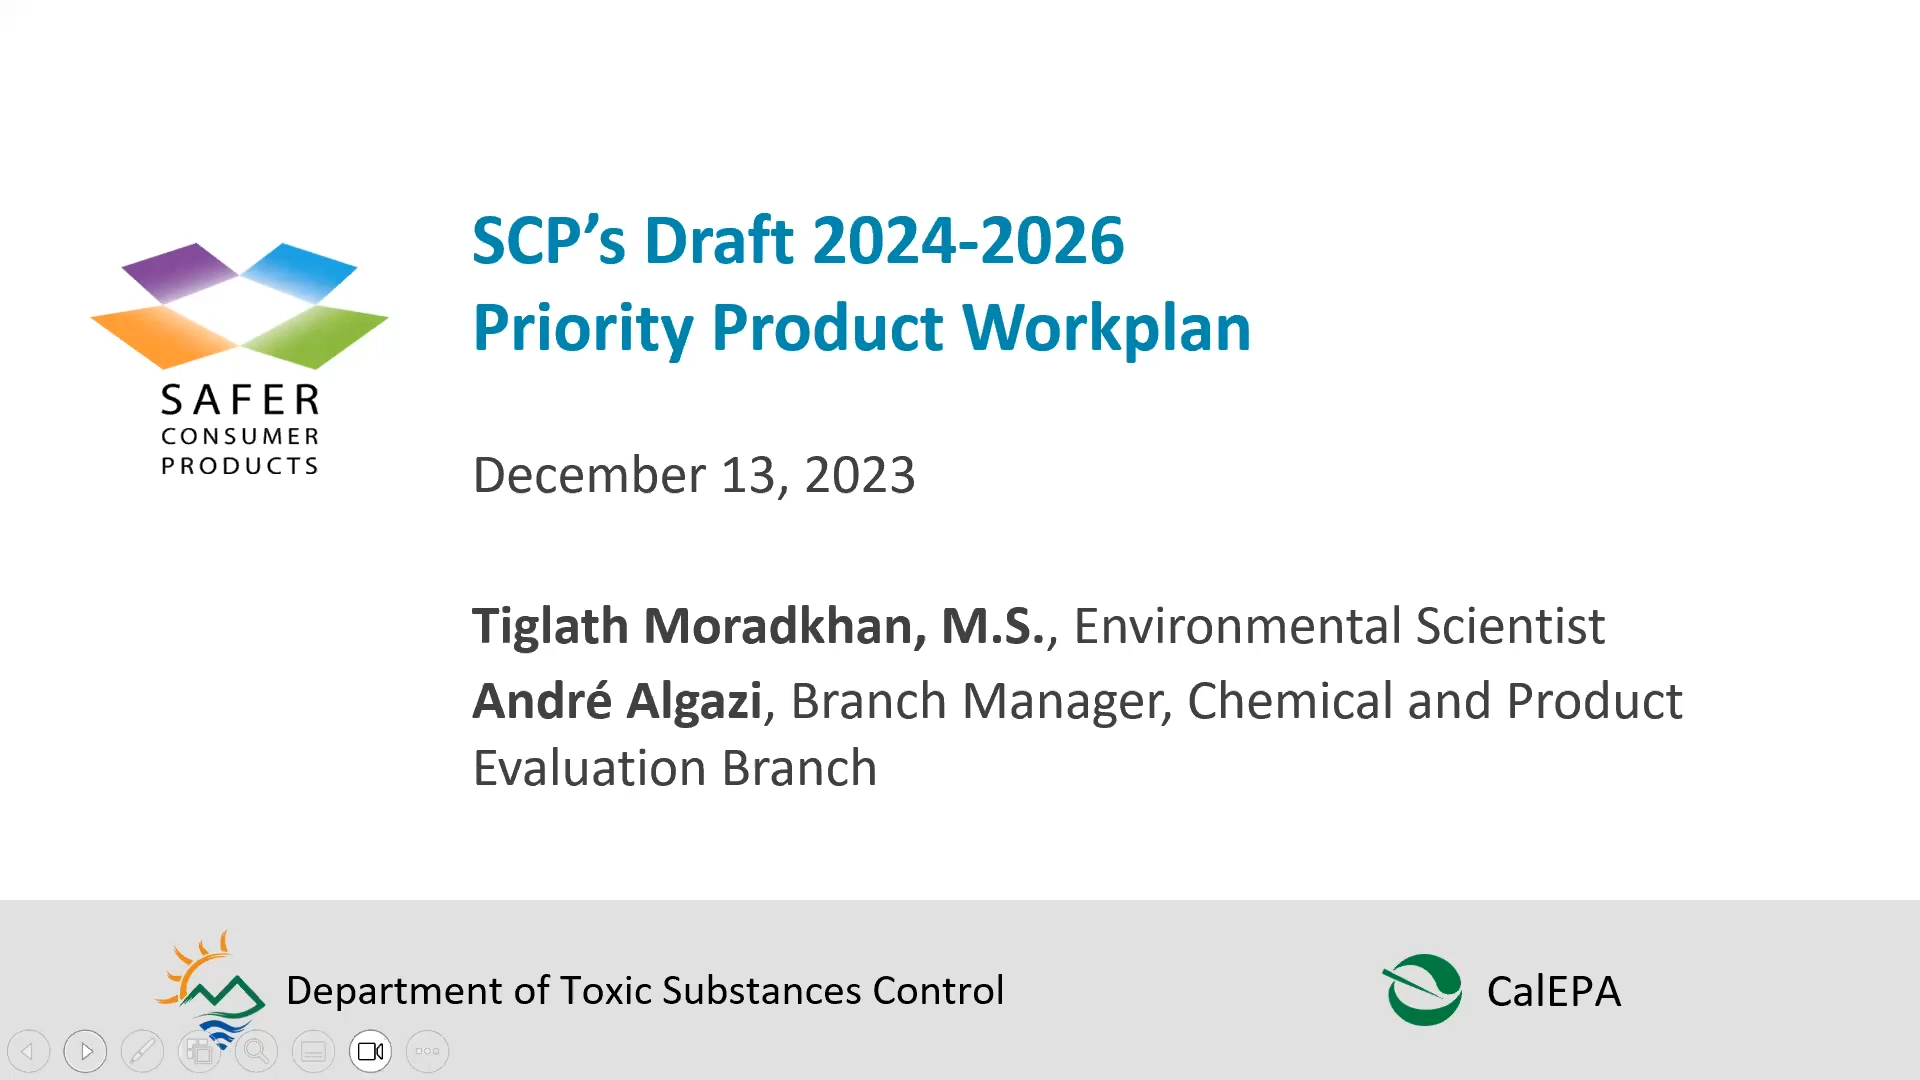 SCP’s Draft 2024-2026
Priority Product Workplan
SAFER
CONSUMER
PRODUCTS
December 13, 2023
Tiglath Moradkhan, M.S., Environmental Scientist
André Algazi, Branch Manager, Chemical and Product
Evaluation Branch
Department of Toxic Substances Control
CalEPA